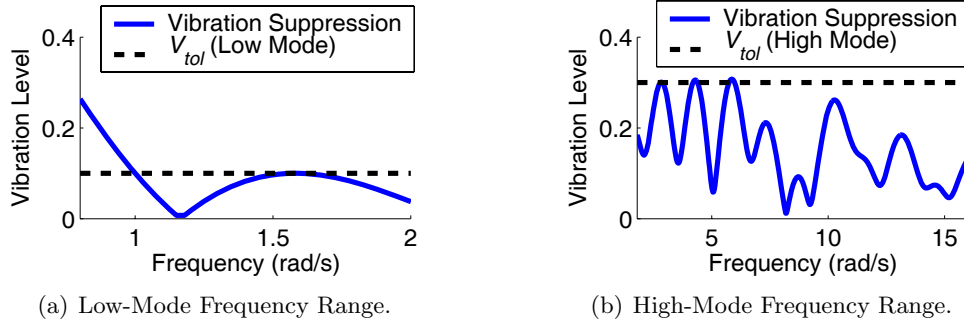 Vibration Suppression
V_tol (Low Mode)
0.4
0.2
0
Vibration Level
1
1.5
2
Frequency (rad/s)
(a) Low-Mode Frequency Range.
Vibration Suppression
V_tol (High Mode)
0.4
0.2
0
Vibration Level
5
10
15
Frequency (rad/s)
(b) High-Mode Frequency Range.